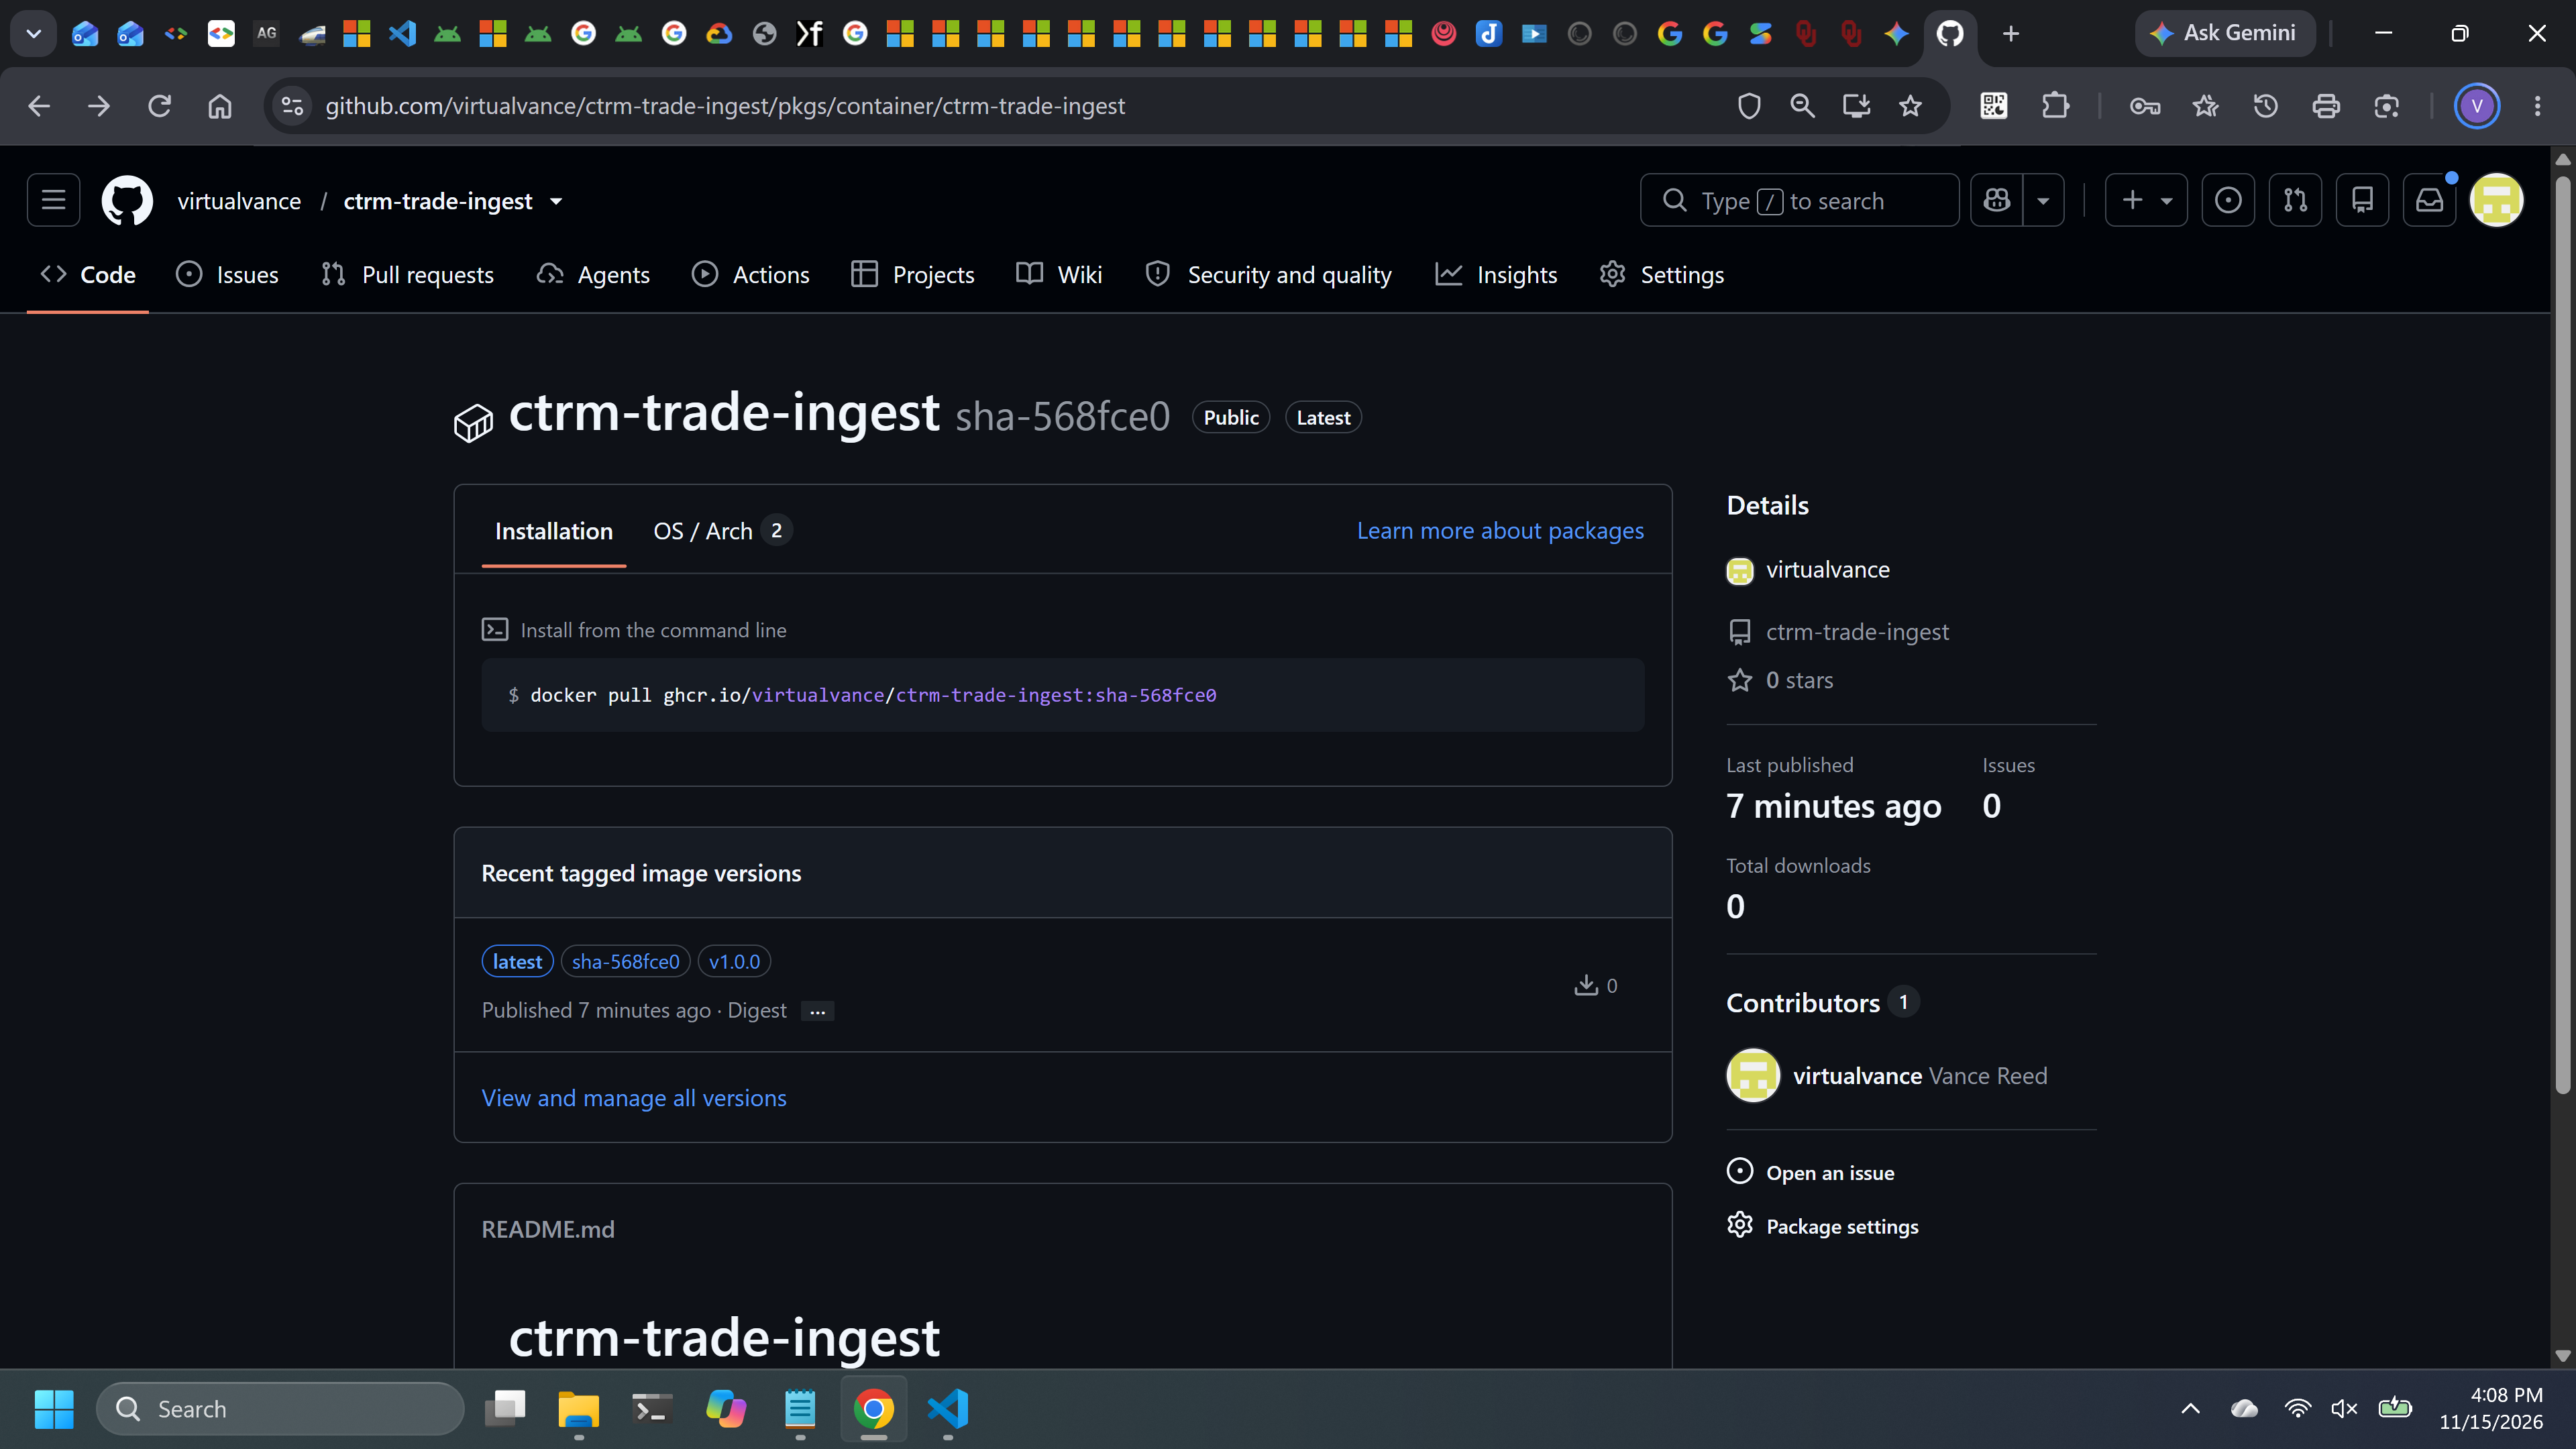 AG
Ask Gemini
github.com/virtualvance/ctrm-trade-ingest/pkgs/container/ctrm-trade-ingest
V
virtualvance / ctrm-trade-ingest
Type / to search
Code
Issues
Pull requests
Agents
Actions
Projects
Wiki
Security and quality
Insights
Settings
ctrm-trade-ingest sha-568fce0 Public Latest
Installation
OS / Arch 2
Learn more about packages
Install from the command line
$ docker pull ghcr.io/virtualvance/ctrm-trade-ingest:sha-568fce0
Recent tagged image versions
latest sha-568fce0 v1.0.0
Published 7 minutes ago · Digest ...
0
View and manage all versions
README.md
ctrm-trade-ingest
Details
virtualvance
ctrm-trade-ingest
0 stars
Last published
7 minutes ago
Issues
0
Total downloads
0
Contributors 1
virtualvance Vance Reed
Open an issue
Package settings
Search
4:08 PM
11/15/2026